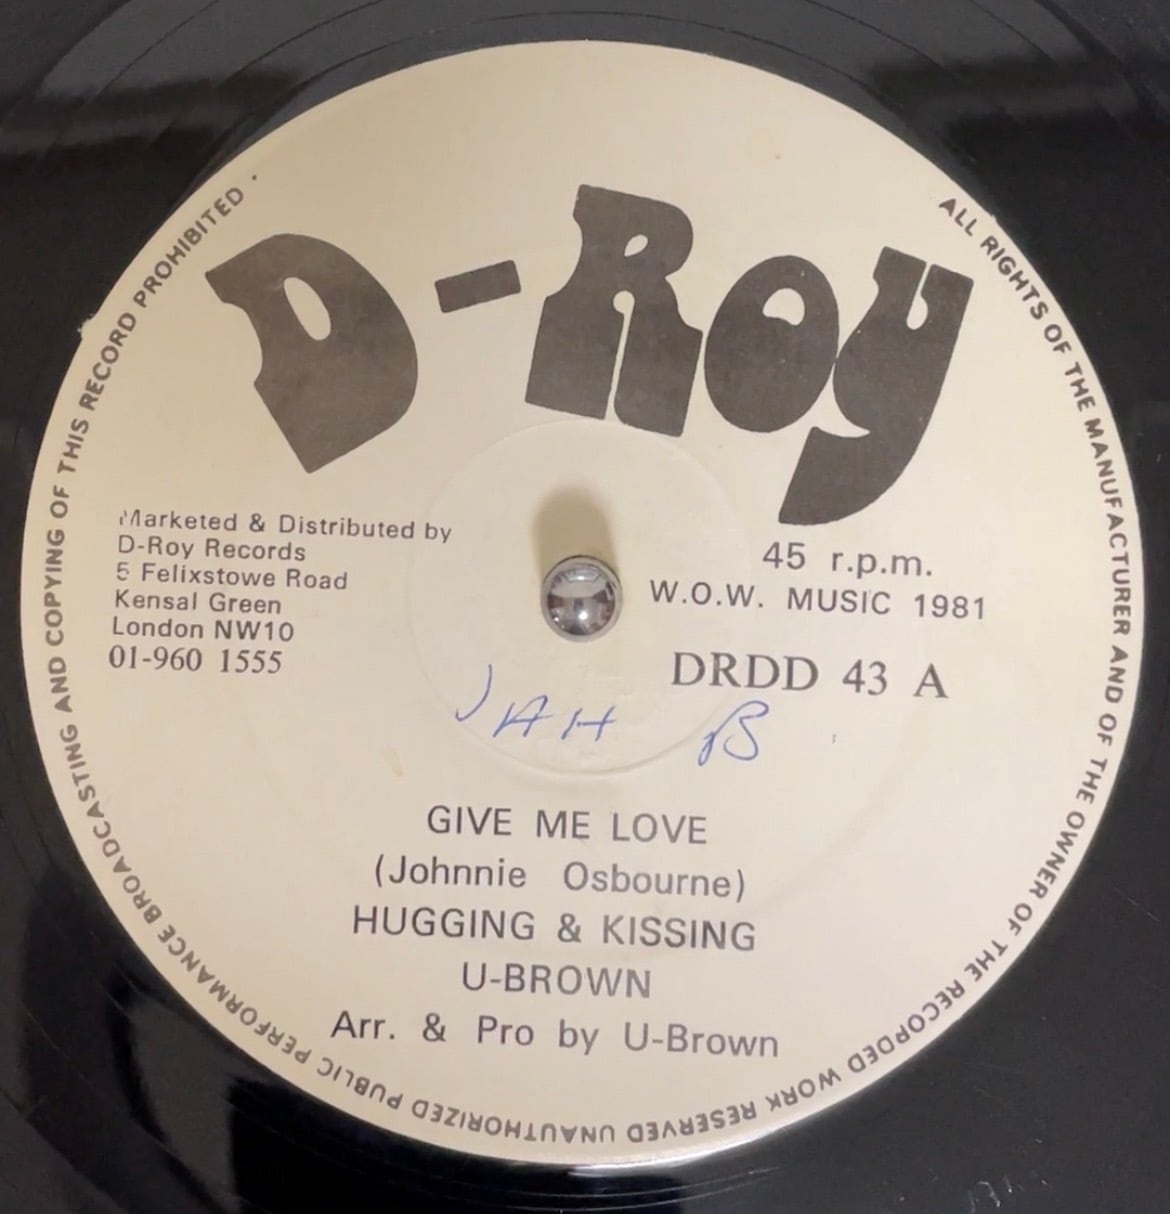 D-Roy
Marketed & Distributed by
D-Roy Records
5 Felixstowe Road
Kensal Green
London NW10
01-960 1555
45 r.p.m.
W.O.W. MUSIC 1981
DRDD 43 A
JAH B
GIVE ME LOVE
(Johnnie Osbourne)
HUGGING & KISSING
U-BROWN
Arr. & Pro by U-Brown
ALL RIGHTS OF THE MANUFACTURER AND OF THE OWNER OF THE RECORDED WORK RESERVED UNAUTHORIZED PUBLIC PERFORMANCE BROADCASTING AND COPYING OF THIS RECORD PROHIBITED